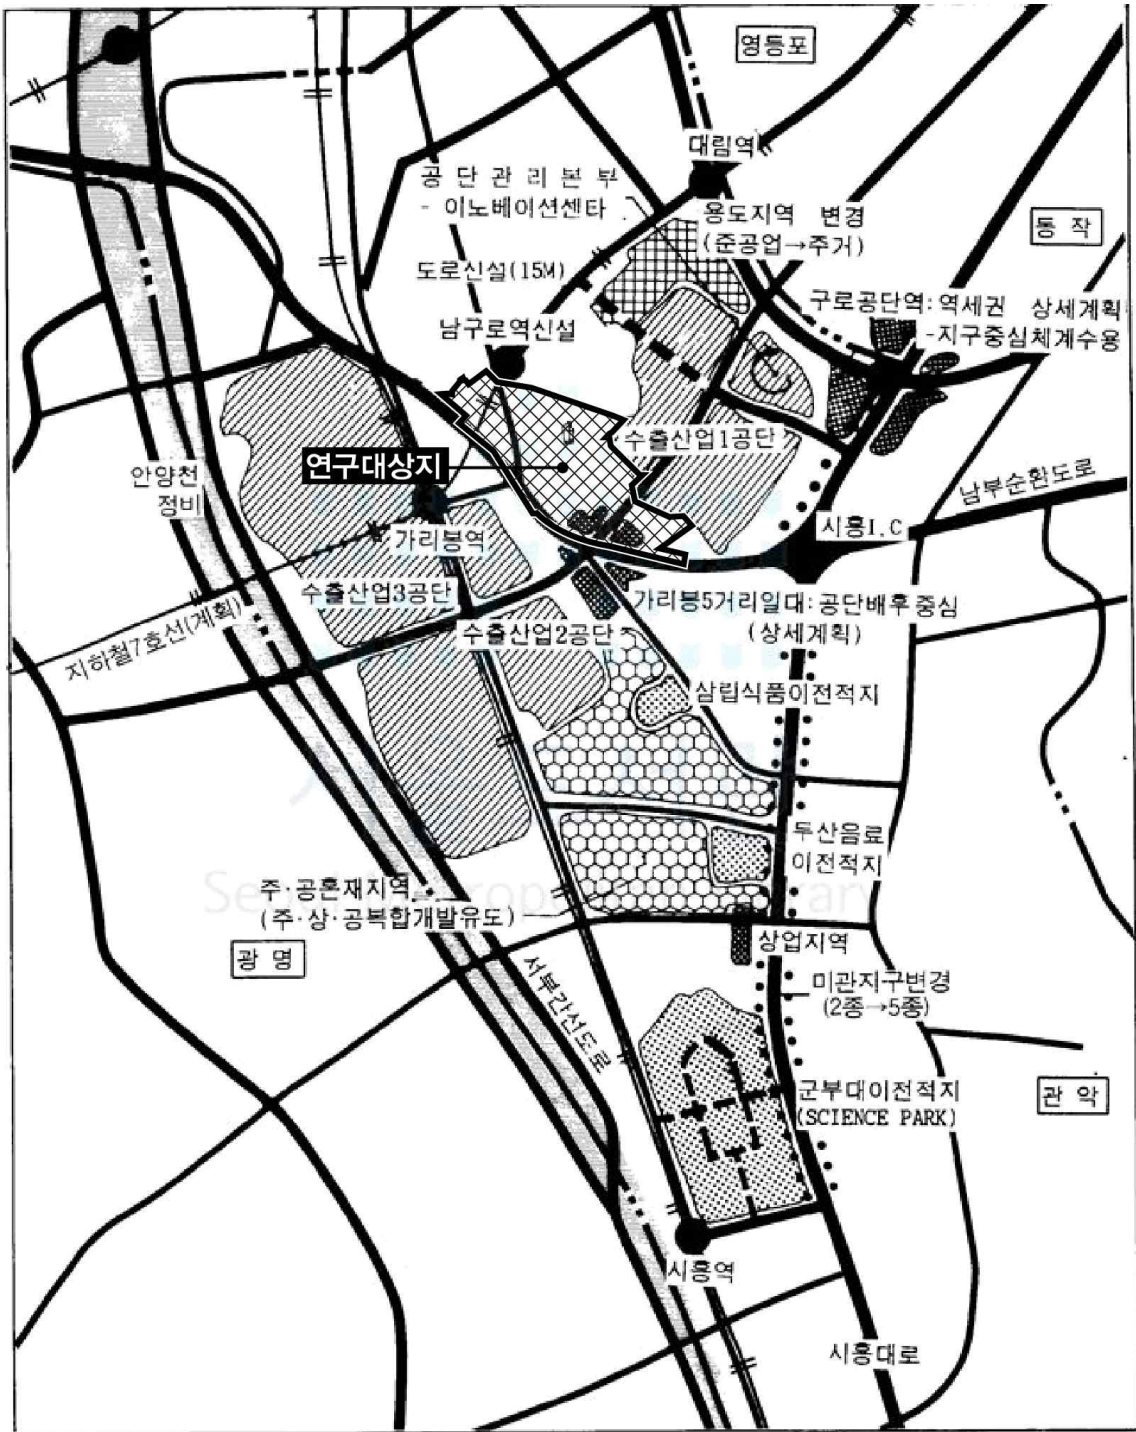 영등포
대림역
공 단 관 리 본 부
- 이노베이션센타
용도지역 변경
(준공업→주거)
동 작
도로신설(15M)
구로공단역: 역세권 상세계획
-지구중심체계수용
남구로역신설
수출산업1공단
연구대상지
안양천
정비
남부순환도로
시흥I.C
가리봉역
수출산업3공단
가리봉5거리일대: 공단배후 중심
(상세계획)
지하철7호선(계획)
수출산업2공단
삼립식품이전적지
두산음료
이전적지
주·공혼재지역
(주·상·공복합개발유도)
상업지역
광 명
서부간선도로
미관지구변경
(2종→5종)
군부대이전적지
(SCIENCE PARK)
관 악
시흥역
시흥대로